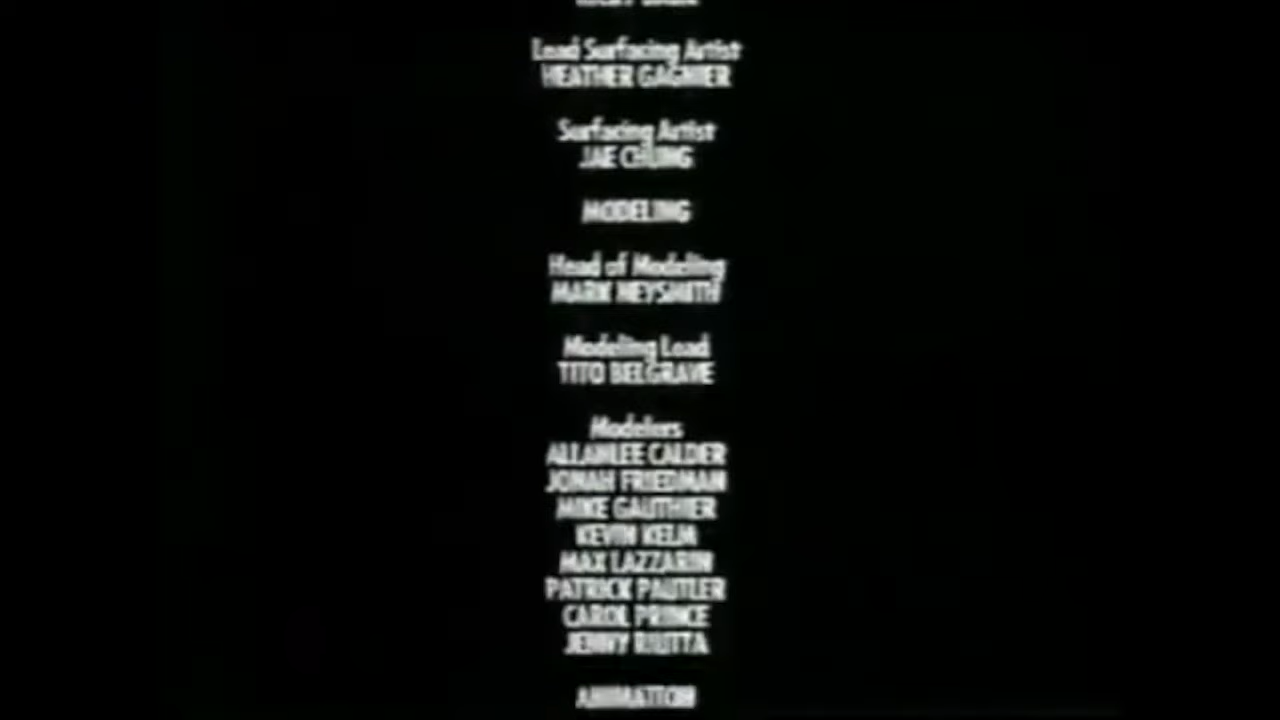 Lead Surfacing Artist
HEATHER GAGNIER
Surfacing Artist
JAE CHUNG
MODELING
Head of Modeling
MARK NEYSMITH
Modeling Lead
TITO BELGRAVE
Modelers
ALLANLEE CALDER
JONAH FRIEDMAN
MIKE GAUTHIER
KEVIN KELM
MAX LAZZARIN
PATRICK PAUTLER
CAROL PRINCE
JENNY RIUTTA
ANIMATION